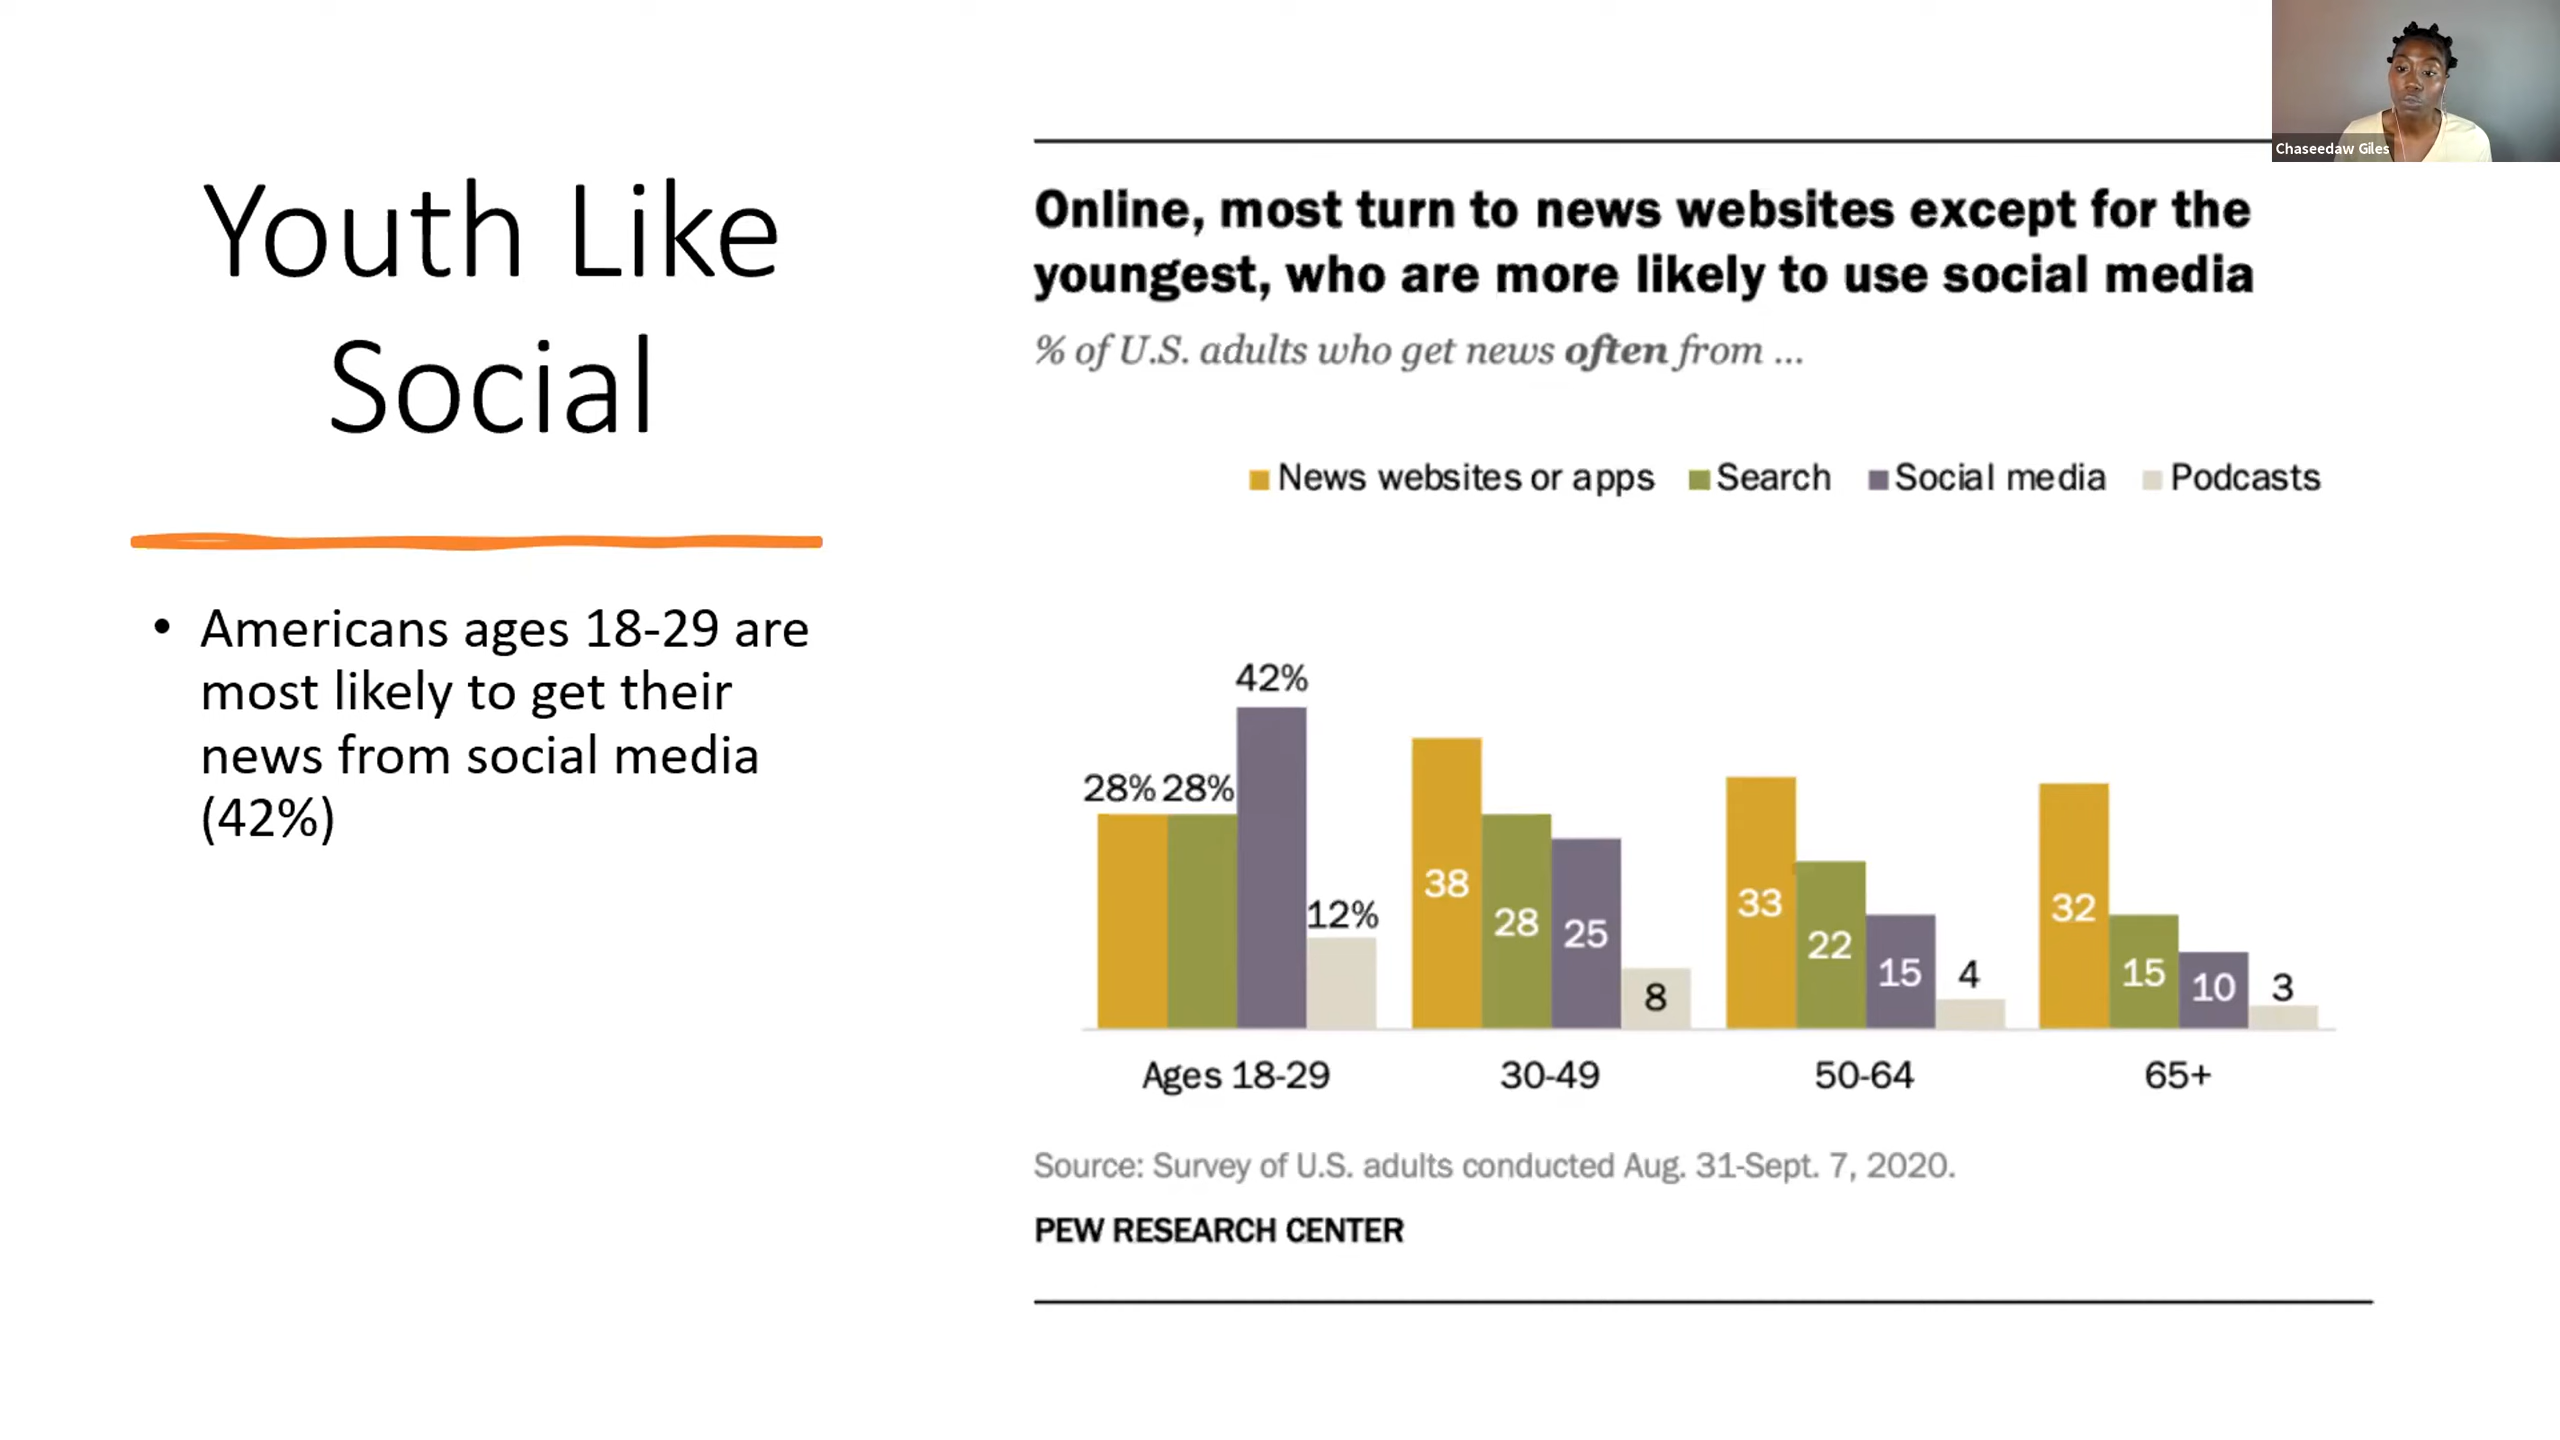 Youth Like
Social
• Americans ages 18-29 are
most likely to get their
news from social media
(42%)
Chaseedaw Giles
Online, most turn to news websites except for the
youngest, who are more likely to use social media
% of U.S. adults who get news often from ...
News websites or apps Search Social media Podcasts
28% 28% 42% 12%
38 28 25 8
33 22 15 4
32 15 10 3
Ages 18-29 30-49 50-64 65+
Source: Survey of U.S. adults conducted Aug. 31-Sept. 7, 2020.
PEW RESEARCH CENTER